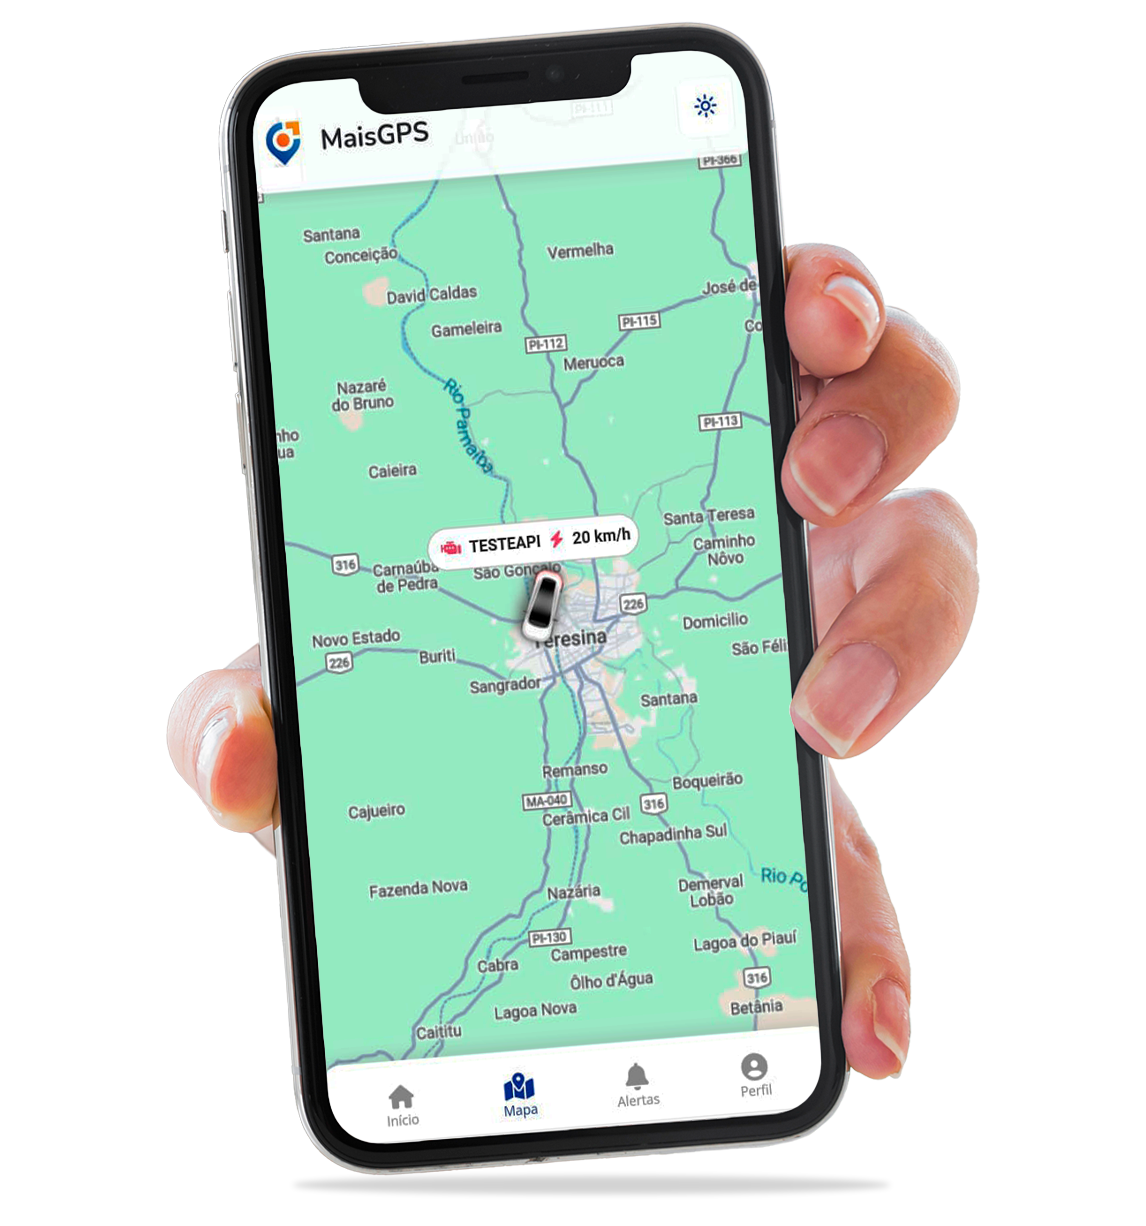 PI-111
MaisGPS
União
PI-366
Santana
Conceição
Vermelha
David Caldas
José de
Gameleira
PI-115
Co
PI-112
Meruoca
Nazaré
do Bruno
Rio Parnaíba
PI-113
nho
ua
Caieira
Santa Teresa
TESTEAPI 20 km/h
Caminho
Nôvo
316
Carnaúba
de Pedra
São Gonçalo
226
Domicilio
Novo Estado
Teresina
São Féli
226
Buriti
Sangrador
Santana
Remanso
Boqueirão
MA-040
316
Cajueiro
Cerâmica Cil
Chapadinha Sul
Rio Po
Fazenda Nova
Nazária
Demerval
Lobão
PI-130
Lagoa do Piauí
Campestre
Cabra
Ôlho d'Água
316
Lagoa Nova
Betânia
Caititu
Início
Mapa
Alertas
Perfil